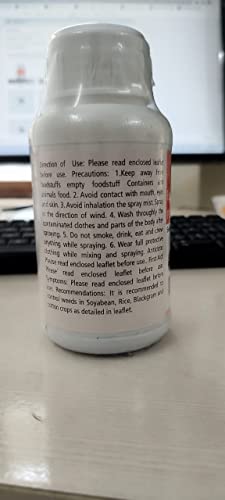 Direction of Use: Please read enclosed leaflet
before use. Precautions: 1.Keep away from
foodstuffs empty foodstuff Containers and
animals food. 2. Avoid contact with mouth, eyes
and skin. 3. Avoid inhalation the spray mist. Spray
in the direction of wind. 4. Wash throughly the
contaminated clothes and parts of the body after
5. Do not smoke, drink, eat and chew
anything while spraying. 6. Wear full protective
clothing while mixing and spraying. Antidote:
Please read enclosed leaflet before use. First Aid:
Please read enclosed leaflet before use.
Symptoms: Please read enclosed leaflet before
use. Recommendations: It is recommended to
control weeds in Soyabean, Rice, Blackgram and
cotton crops as detailed in leaflet.